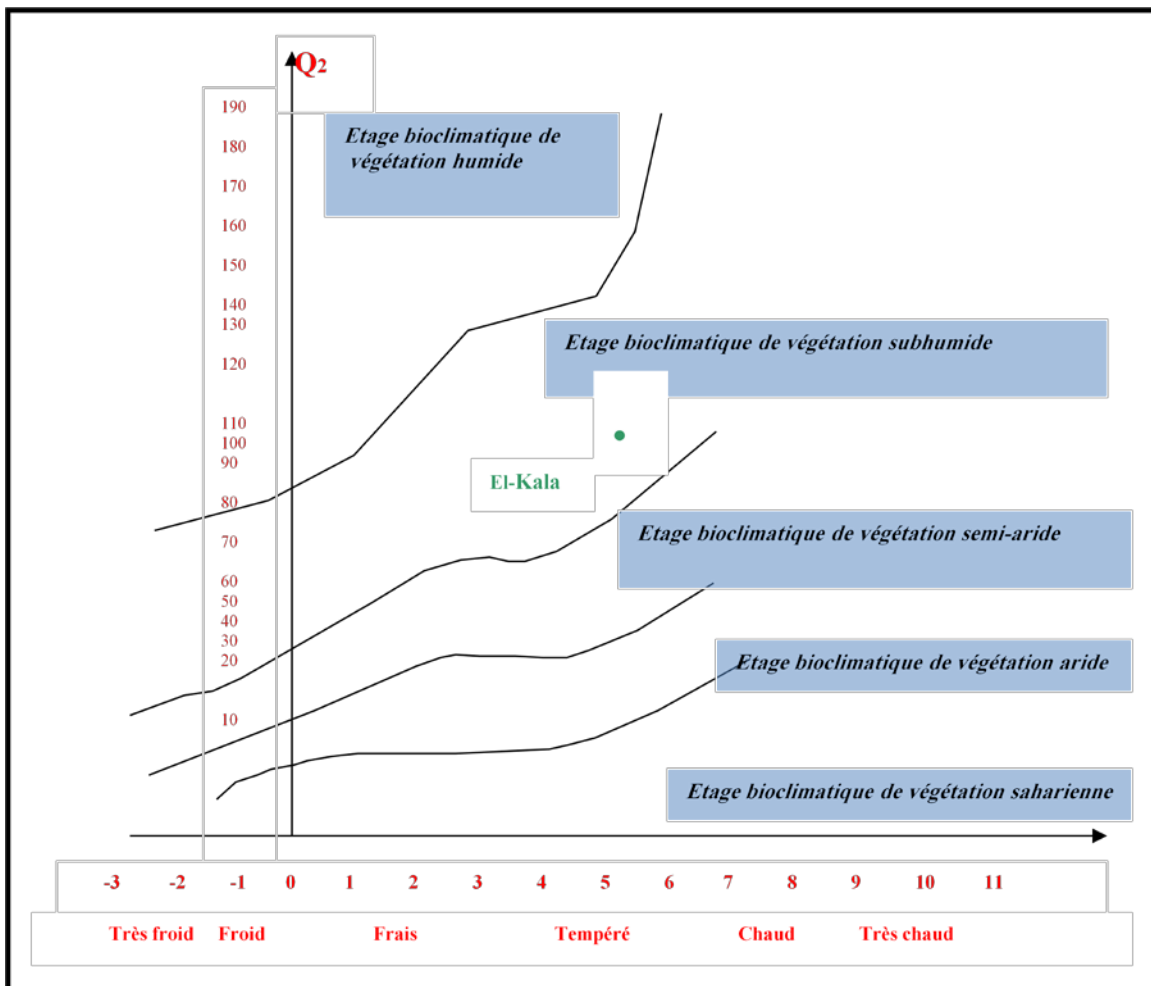 Q2
190
Etage bioclimatique de
végétation humide
180
170
160
150
140
130
Etage bioclimatique de végétation subhumide
120
110
100
90
El-Kala
80
Etage bioclimatique de végétation semi-aride
70
60
50
40
30
20
Etage bioclimatique de végétation aride
10
Etage bioclimatique de végétation saharienne
-3 -2 -1 0 1 2 3 4 5 6 7 8 9 10 11
Très froid Froid Frais Tempéré Chaud Très chaud